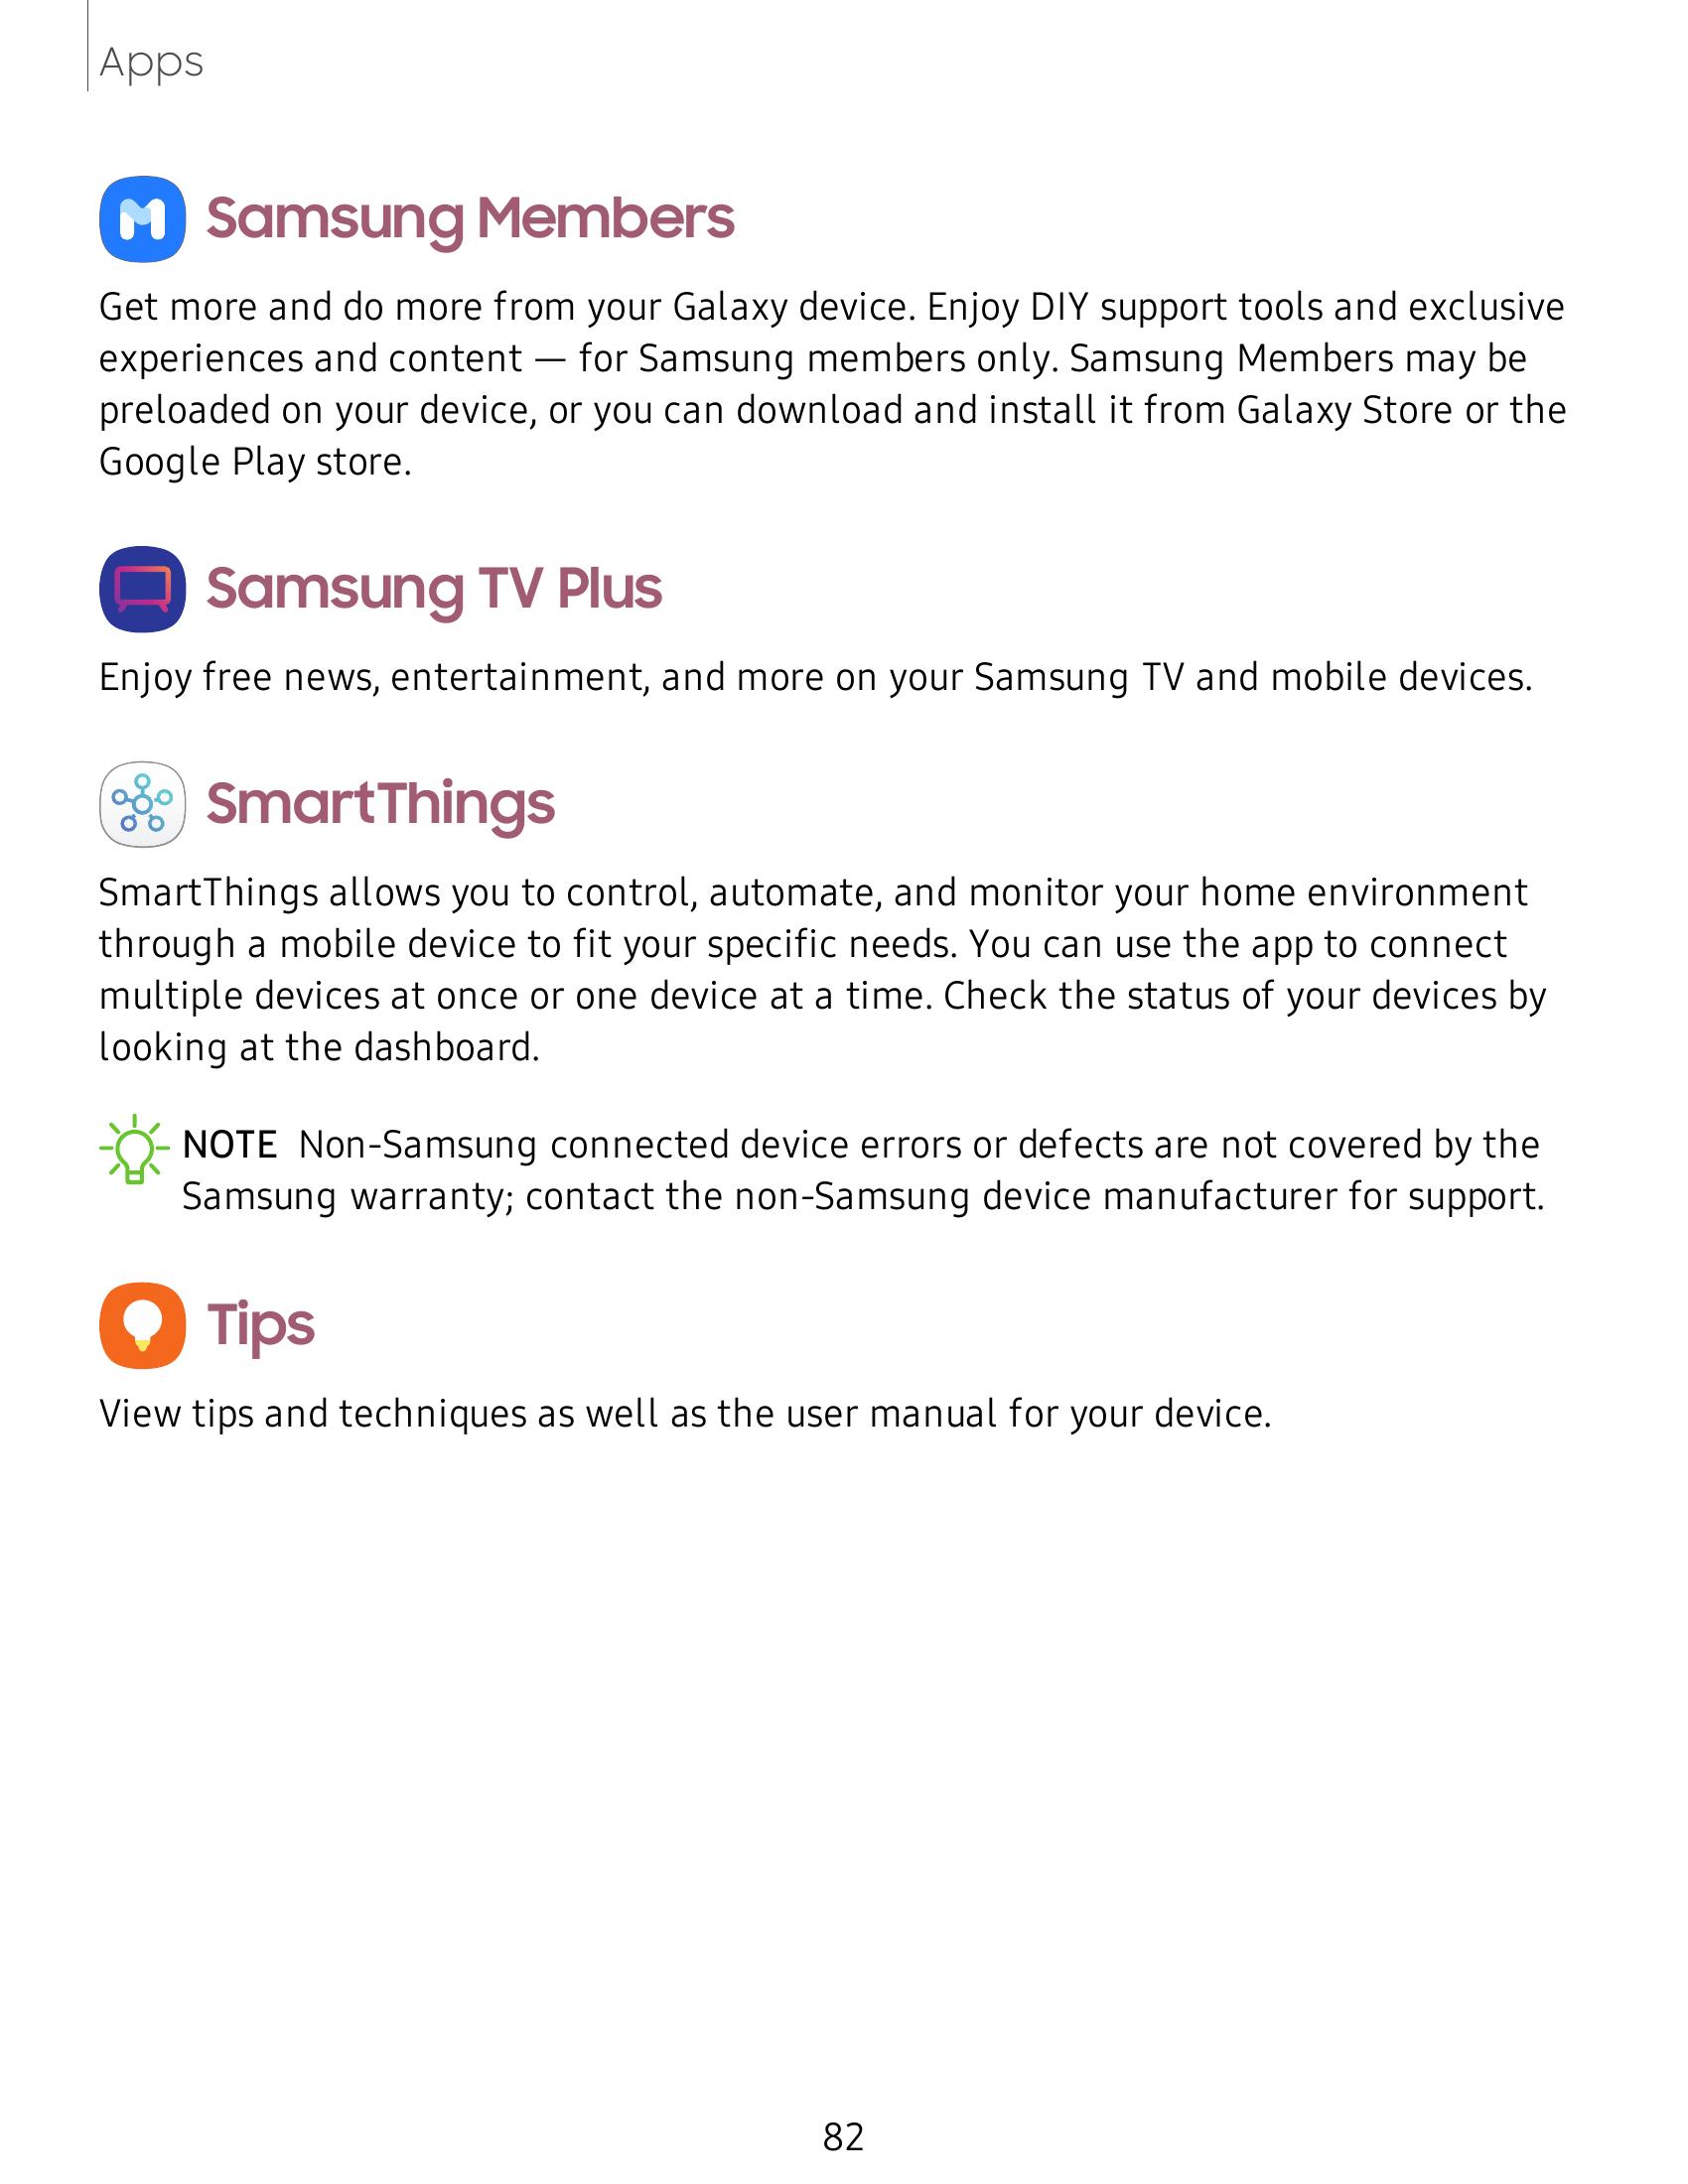 Apps
Samsung Members
Get more and do more from your Galaxy device. Enjoy DIY support tools and exclusive
experiences and content — for Samsung members only. Samsung Members may be
preloaded on your device, or you can download and install it from Galaxy Store or the
Google Play store.
Samsung TV Plus
Enjoy free news, entertainment, and more on your Samsung TV and mobile devices.
SmartThings
SmartThings allows you to control, automate, and monitor your home environment
through a mobile device to fit your specific needs. You can use the app to connect
multiple devices at once or one device at a time. Check the status of your devices by
looking at the dashboard.
NOTE Non-Samsung connected device errors or defects are not covered by the
Samsung warranty; contact the non-Samsung device manufacturer for support.
Tips
View tips and techniques as well as the user manual for your device.
82